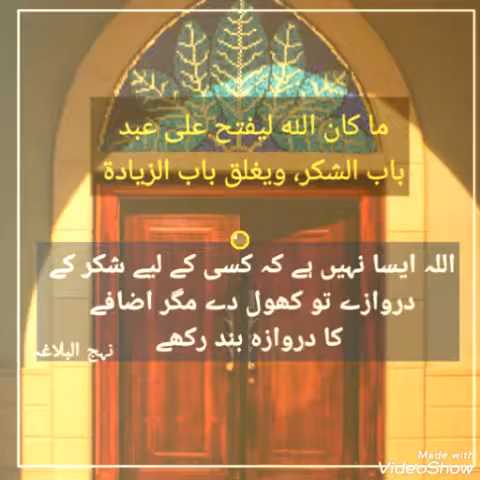 ما كان الله ليفتح على عبد
باب الشكر، ويغلق باب الزيادة
اللہ ایسا نہیں ہے کہ کسی کے لیے شکر کے
دروازے تو کھول دے مگر اضافے
کا دروازہ بند رکھے
نہج البلاغہ
Made with
VideoShow